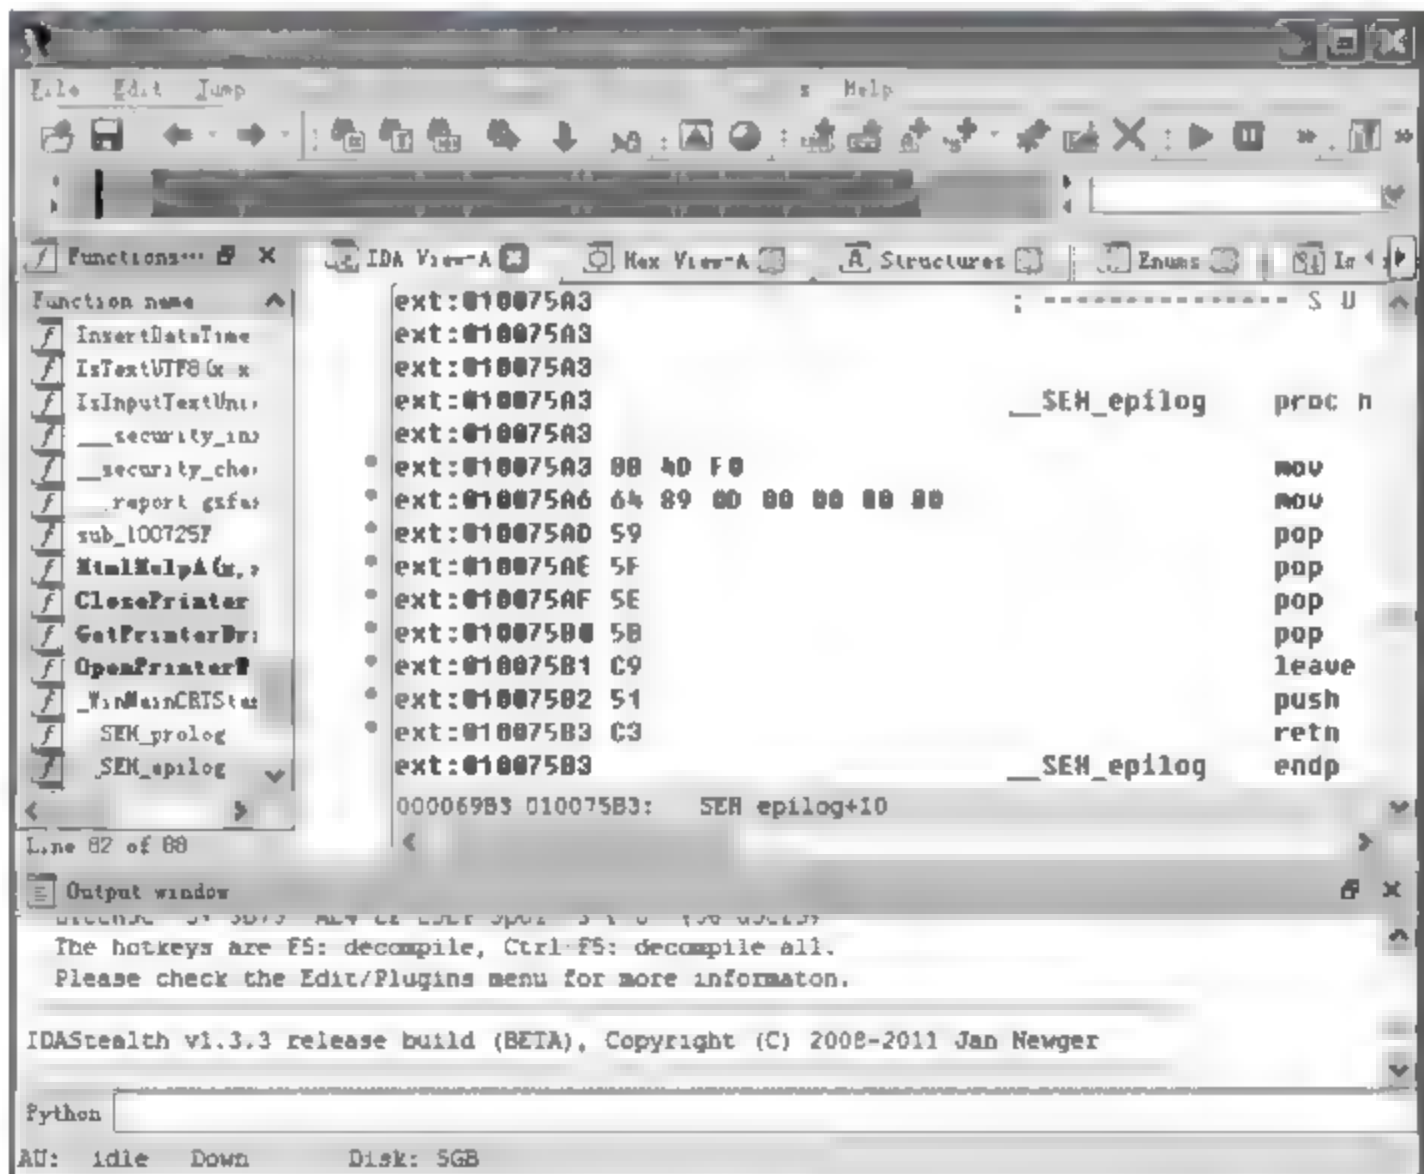 File Edit Jump Help
Functions…
IDA View-A Hex View-A Structures Enums
Function name
InsertDateTime
IsTextUTF8(x x
IsInputTextUni
___security_in
__security_che
report gsfa
sub_100725F
HtmlHelpA(x,
ClosePrinter
GetPrinterDr
OpenPrinter
_WinMainCRTSta
SEH_prolog
_SEH_epilog
Line 82 of 88
ext:010075A3 ; --------------- S U
ext:010075A3
ext:010075A3
ext:010075A3 __SEH_epilog proc n
ext:010075A3
ext:010075A3 8B 4D F0 mov
ext:010075A6 64 89 0D 00 00 00 00 mov
ext:010075AD 59 pop
ext:010075AE 5F pop
ext:010075AF 5E pop
ext:010075B0 5B pop
ext:010075B1 C9 leave
ext:010075B2 51 push
ext:010075B3 C3 retn
ext:010075B3 __SEH_epilog endp
000069B3 010075B3: SEH epilog+10
Output window
The hotkeys are F5: decompile, Ctrl-F5: decompile all.
Please check the Edit/Plugins menu for more informaton.
IDAStealth v1.3.3 release build (BETA), Copyright (C) 2008-2011 Jan Newger
Python
AU: idle Down Disk: 5GB